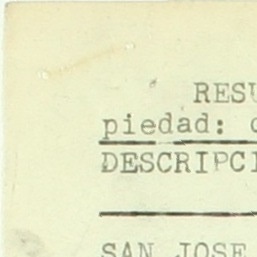 RESU
piedad: c
DESCRIPCI
SAN JOSE